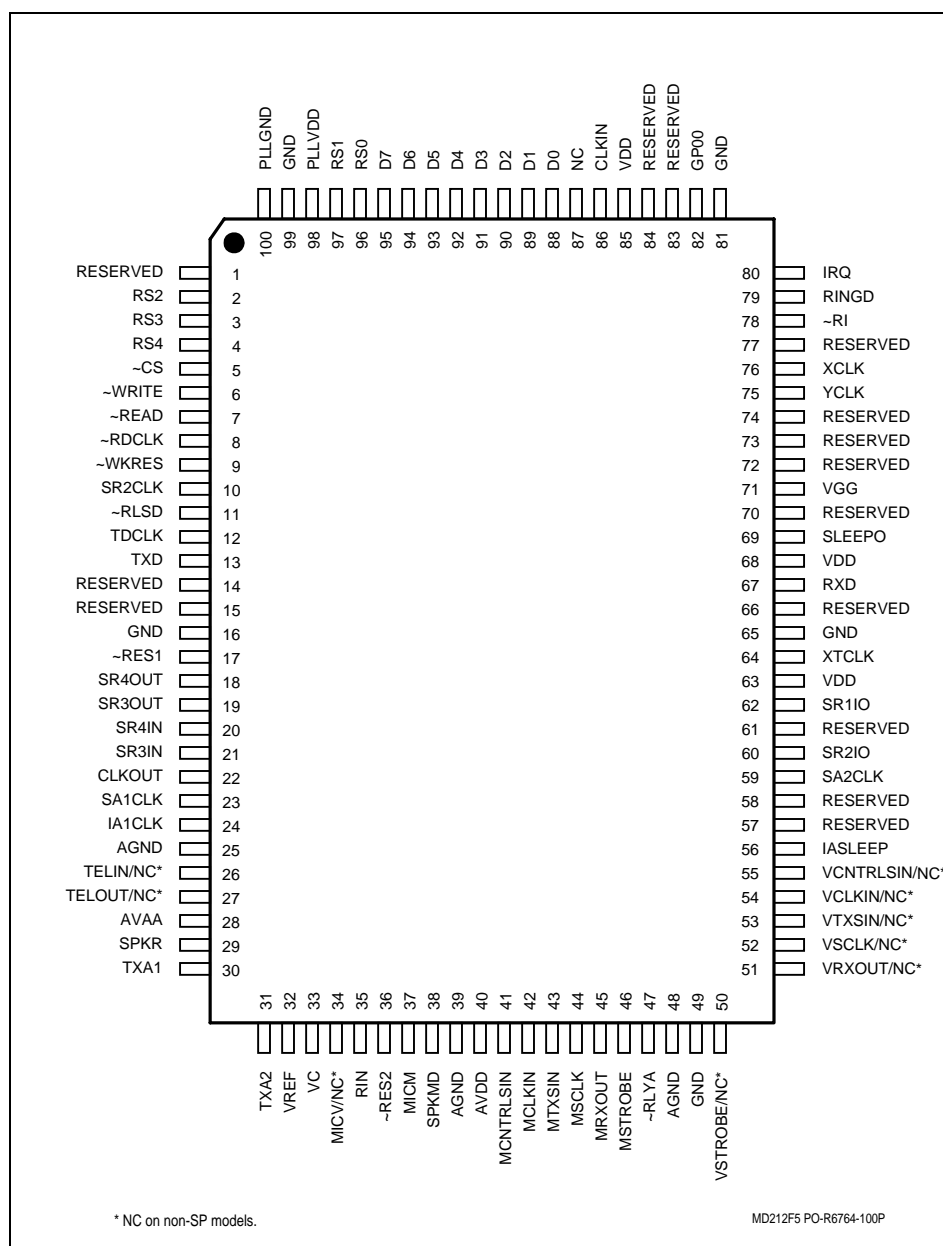 PLLGND
GND
PLLVDD
RS1
RS0
D7
D6
D5
D4
D3
D2
D1
D0
NC
CLKIN
VDD
RESERVED
RESERVED
GP00
GND
100 99 98 97 96 95 94 93 92 91 90 89 88 87 86 85 84 83 82 81
RESERVED 1 80 IRQ
RS2 2 79 RINGD
RS3 3 78 ~RI
RS4 4 77 RESERVED
~CS 5 76 XCLK
~WRITE 6 75 YCLK
~READ 7 74 RESERVED
~RDCLK 8 73 RESERVED
~WKRES 9 72 RESERVED
SR2CLK 10 71 VGG
~RLSD 11 70 RESERVED
TDCLK 12 69 SLEEPO
TXD 13 68 VDD
RESERVED 14 67 RXD
RESERVED 15 66 RESERVED
GND 16 65 GND
~RES1 17 64 XTCLK
SR4OUT 18 63 VDD
SR3OUT 19 62 SR1IO
SR4IN 20 61 RESERVED
SR3IN 21 60 SR2IO
CLKOUT 22 59 SA2CLK
SA1CLK 23 58 RESERVED
IA1CLK 24 57 RESERVED
AGND 25 56 IASLEEP
TELIN/NC* 26 55 VCNTRLSIN/NC*
TELOUT/NC* 27 54 VCLKIN/NC*
AVAA 28 53 VTXSIN/NC*
SPKR 29 52 VSCLK/NC*
TXA1 30 51 VRXOUT/NC*
31 32 33 34 35 36 37 38 39 40 41 42 43 44 45 46 47 48 49 50
TXA2
VREF
VC
MICV/NC*
RIN
~RES2
MICM
SPKMD
AGND
AVDD
MCNTRLSIN
MCLKIN
MTXSIN
MSCLK
MRXOUT
MSTROBE
~RLYA
AGND
GND
VSTROBE/NC*
* NC on non-SP models.
MD212F5 PO-R6764-100P